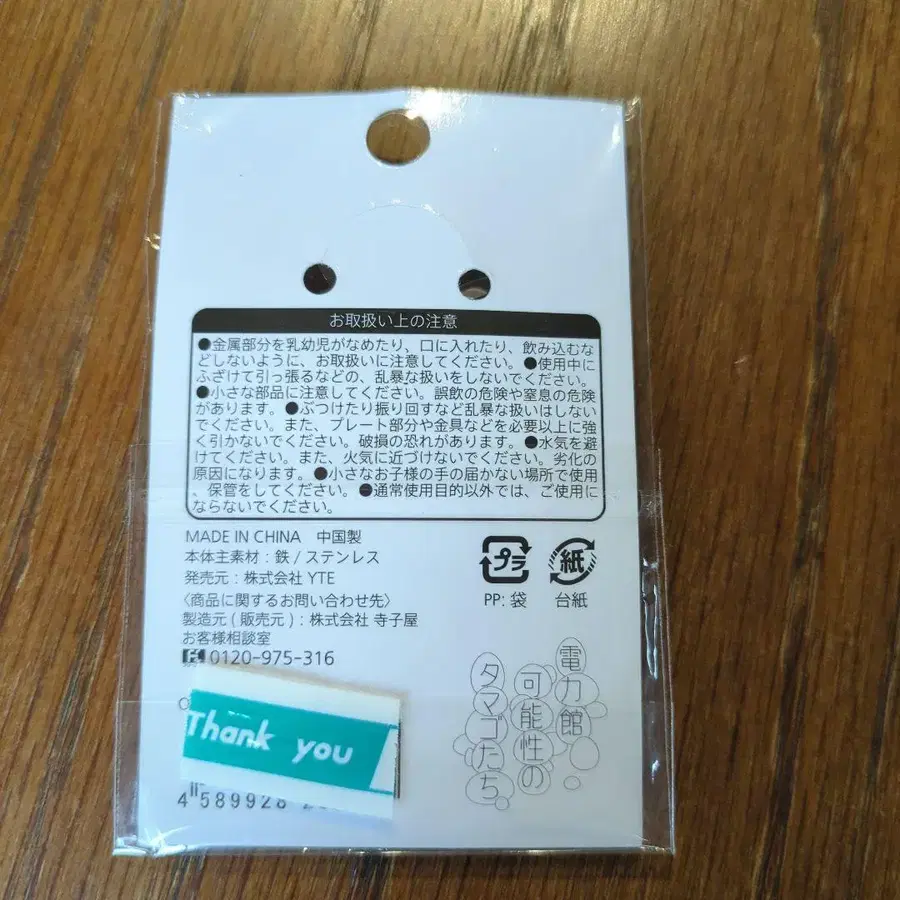 お取扱い上の注意
●金属部分を乳幼児がなめたり、口に入れたり、飲み込むな
どしないように、お取扱いに注意してください。●使用中に
ふざけて引っ張るなどの、乱暴な扱いをしないでください。
●小さな部品に注意してください。誤飲の危険や窒息の危険
があります。●ぶつけたり振り回すなど乱暴な扱いはしない
でください。また、プレート部分や金具などを必要以上に強
く引かないでください。破損の恐れがあります。●水気を避
けてください。また、火気に近づけないでください。劣化の
原因になります。●小さなお子様の手の届かない場所で使用
、保管をしてください。●通常使用目的以外では、ご使用に
ならないでください。
MADE IN CHINA 中国製
本体主素材：鉄 / ステンレス
発売元：株式会社 YTE
〈商品に関するお問い合わせ先〉
製造元 ( 販売元 )：株式会社 寺子屋
お客様相談室
0120-975-316
プラ
PP: 袋
紙
台紙
電力館
可能性の
タマゴたち
Thank you
4 589928